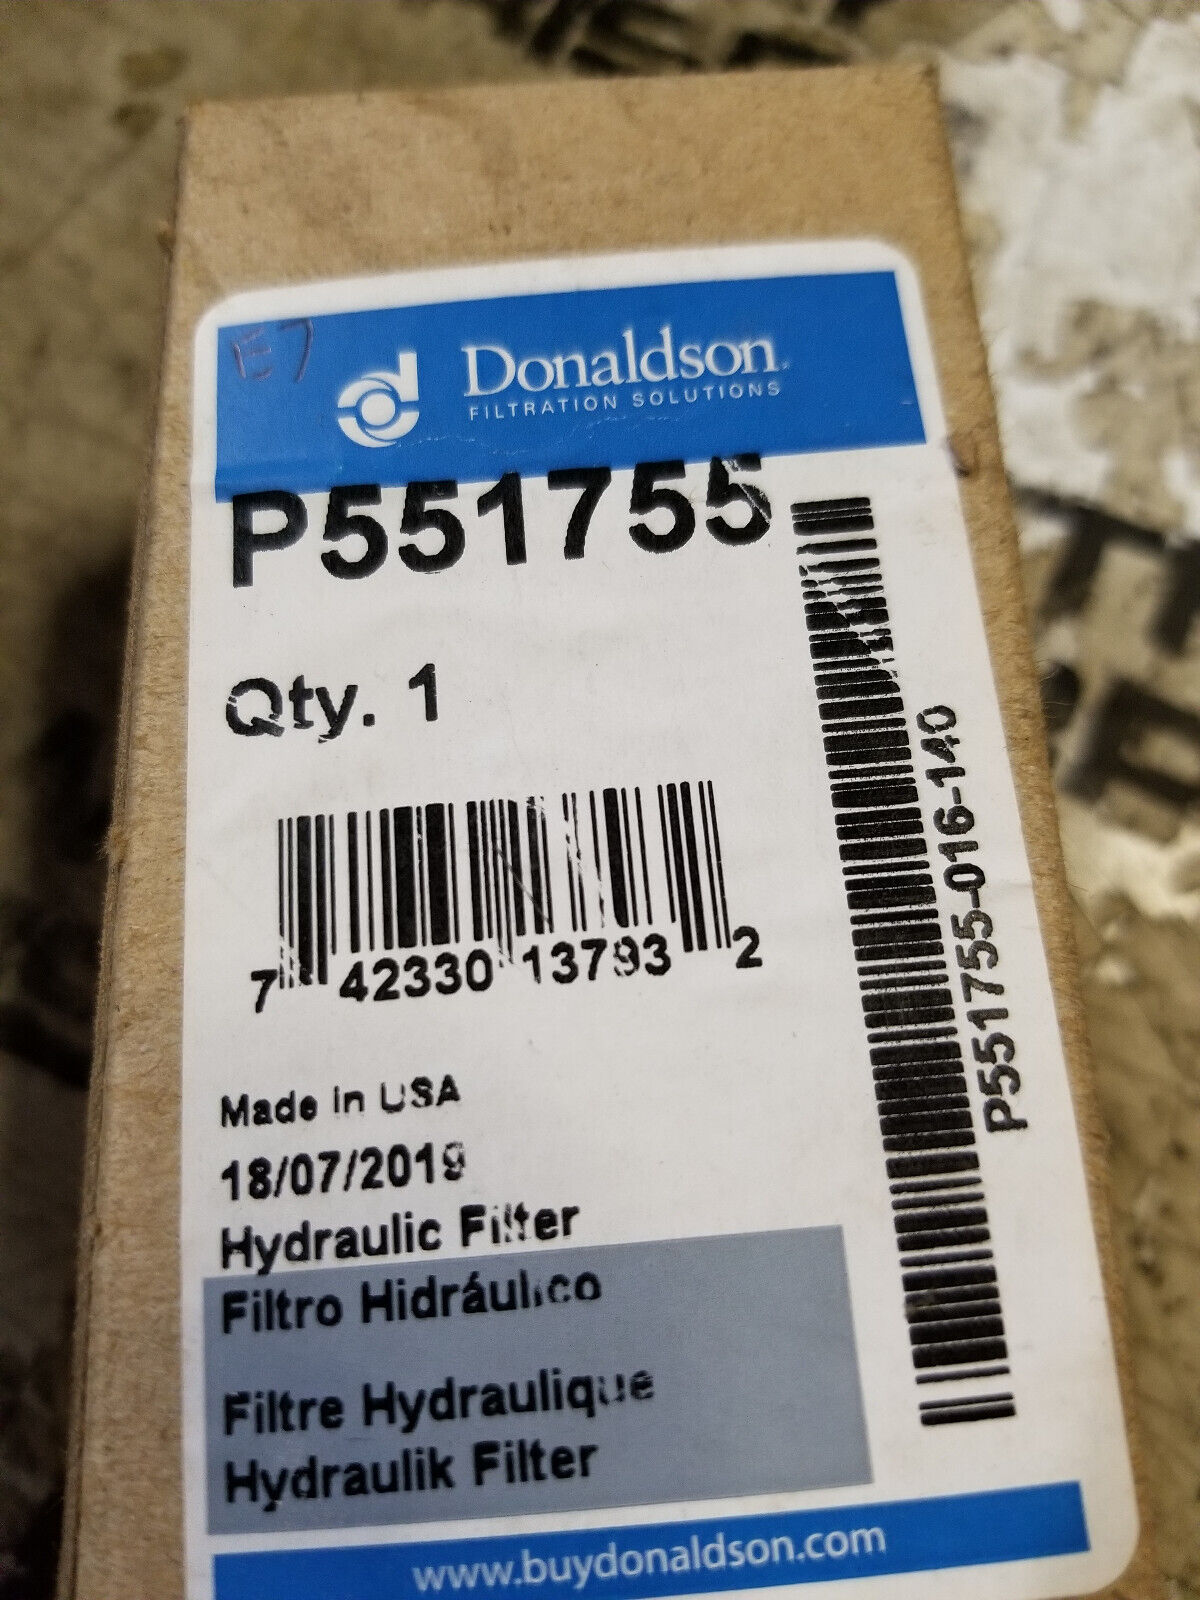 E7
Donaldson
FILTRATION SOLUTIONS
P551755
Qty. 1
7 42330 13793 2
P551755-016-140
Made in USA
18/07/2019
Hydraulic Filter
Filtro Hidráulico
Filtre Hydraulique
Hydraulik Filter
www.buydonaldson.com